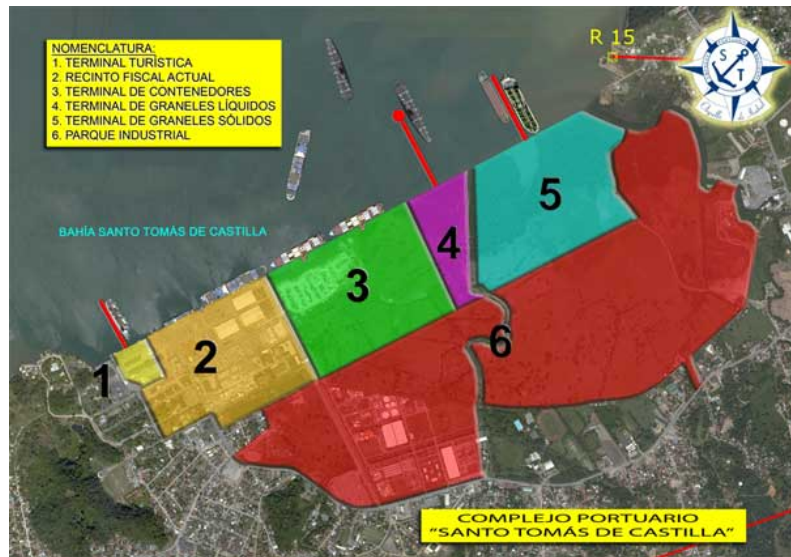 NOMENCLATURA:
1. TERMINAL TURÍSTICA
2. RECINTO FISCAL ACTUAL
3. TERMINAL DE CONTENEDORES
4. TERMINAL DE GRANELES LÍQUIDOS
5. TERMINAL DE GRANELES SÓLIDOS
6. PARQUE INDUSTRIAL
R 15
S T
BAHÍA SANTO TOMÁS DE CASTILLA
5
4
3
2
6
1
COMPLEJO PORTUARIO
"SANTO TOMÁS DE CASTILLA"